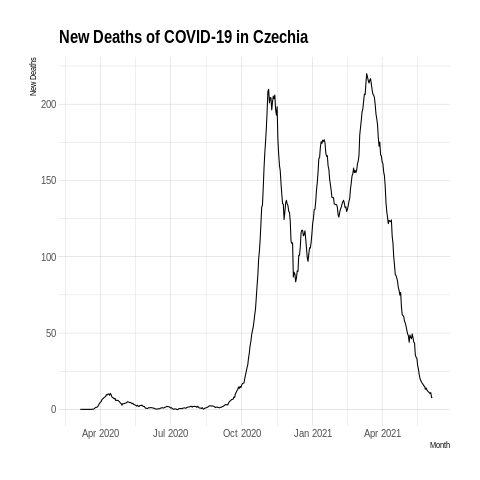 New Deaths of COVID-19 in Czechia
New Deaths
200
150
100
50
0
Apr 2020 Jul 2020 Oct 2020 Jan 2021 Apr 2021
Month